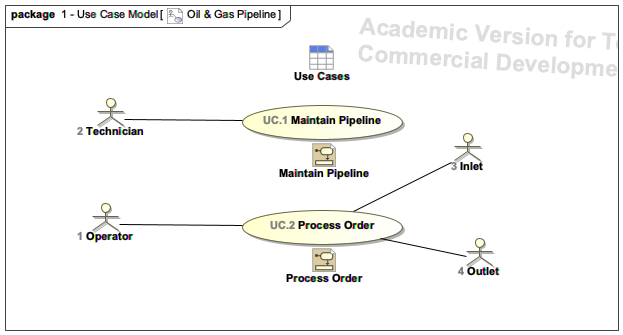 package 1 - Use Case Model [ Oil & Gas Pipeline ]
Academic Version for
Commercial Developme
Use Cases
UC.1 Maintain Pipeline
2 Technician
Maintain Pipeline
3 Inlet
UC.2 Process Order
1 Operator
4 Outlet
Process Order